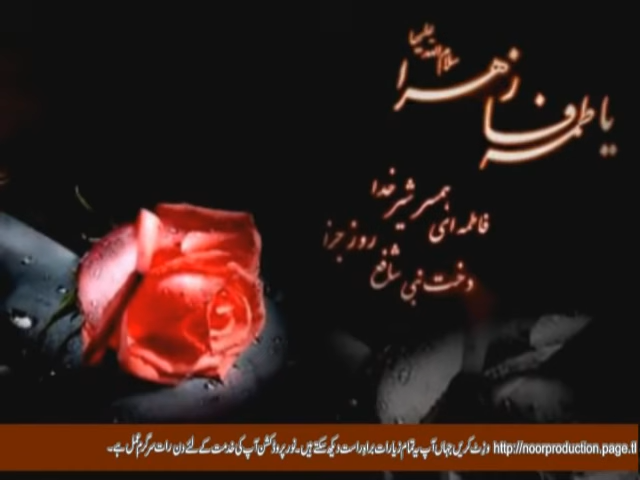 یا فاطمه زهرا
سلام الله علیها
فاطمه ای همسر شیر خدا
دخت نبی شافع روز جزا
وزٹ کریں جہاں آپ یہ تمام زیارات براہ راست دیکھ سکتے ہیں۔ نور پروڈکشن آپ کی خدمت کے لئے دن رات سرگرم عمل ہے۔ http://noorproduction.page.tl